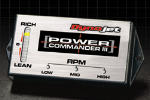 RICH
Dynojet
POWER
COMMANDER III
LEAN
RPM
LOW
MID
HIGH